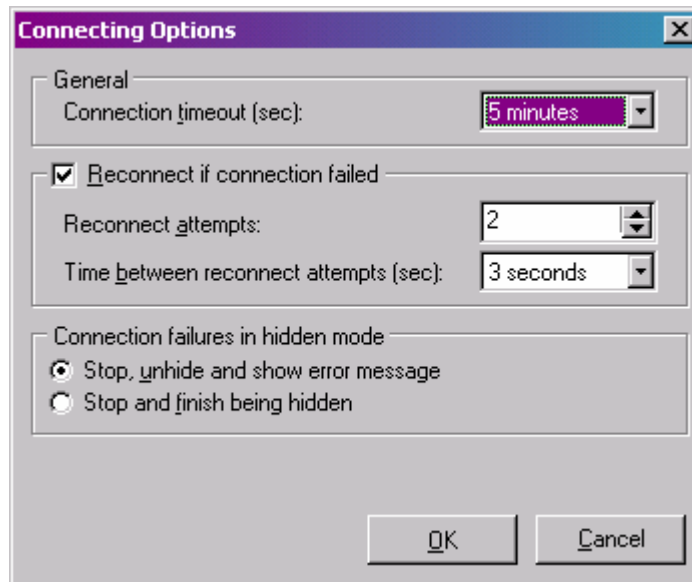 Connecting Options
General
Connection timeout (sec): 5 minutes
Reconnect if connection failed
Reconnect attempts: 2
Time between reconnect attempts (sec): 3 seconds
Connection failures in hidden mode
Stop, unhide and show error message
Stop and finish being hidden
OK Cancel